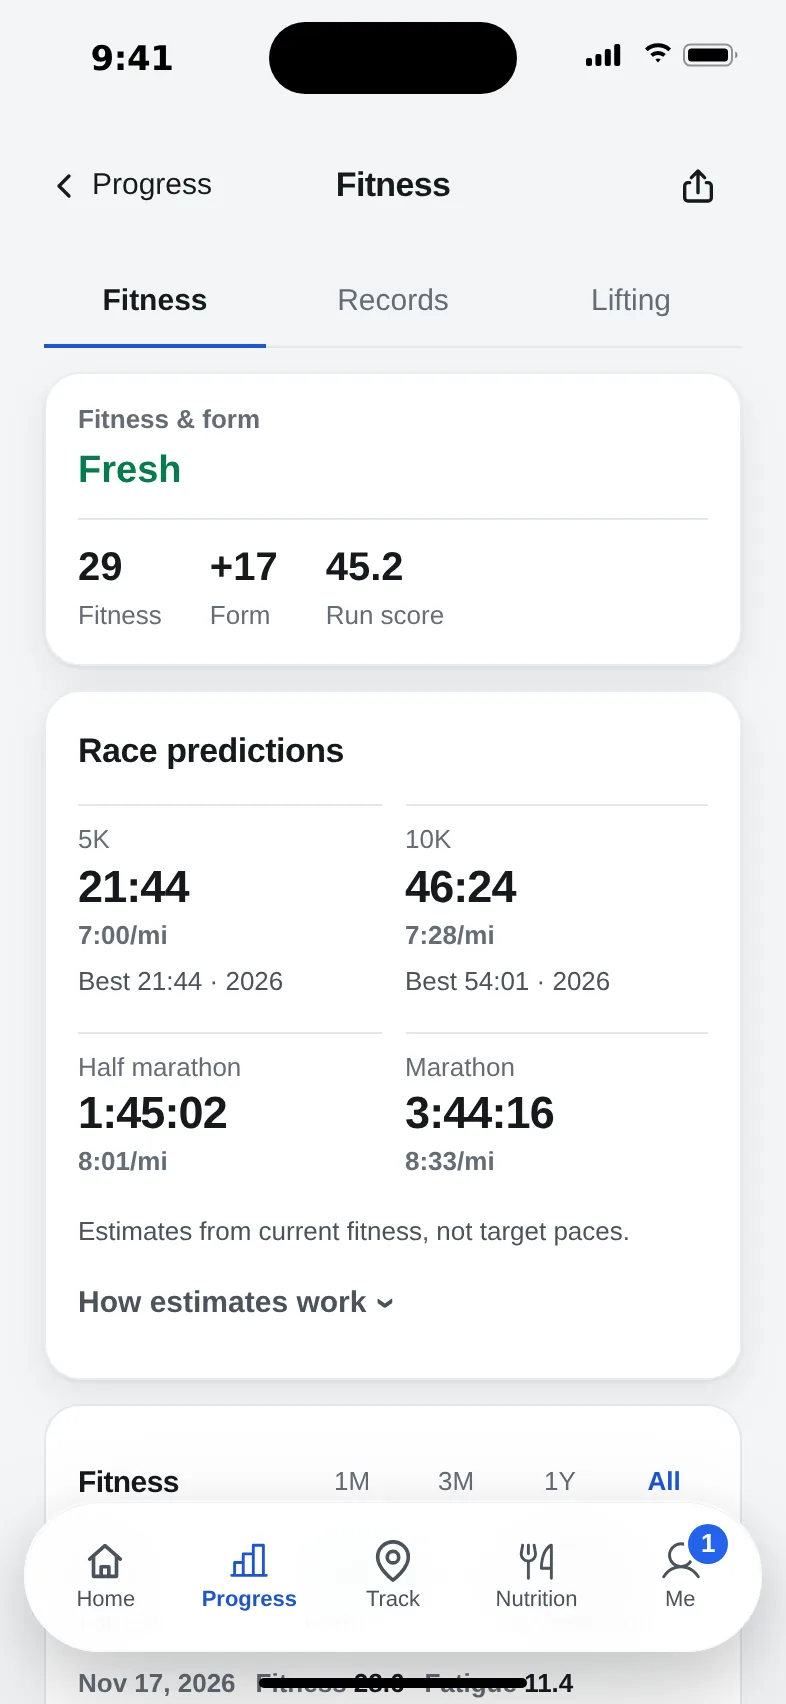 9:41
Progress
Fitness
Fitness Records Lifting
Fitness & form
Fresh
29 +17 45.2
Fitness Form Run score
Race predictions
5K 10K
21:44 46:24
7:00/mi 7:28/mi
Best 21:44 · 2026 Best 54:01 · 2026
Half marathon Marathon
1:45:02 3:44:16
8:01/mi 8:33/mi
Estimates from current fitness, not target paces.
How estimates work
Fitness 1M 3M 1Y All
1
Home Progress Track Nutrition Me
Nov 17, 2026 Fitness Fatigue 11.4